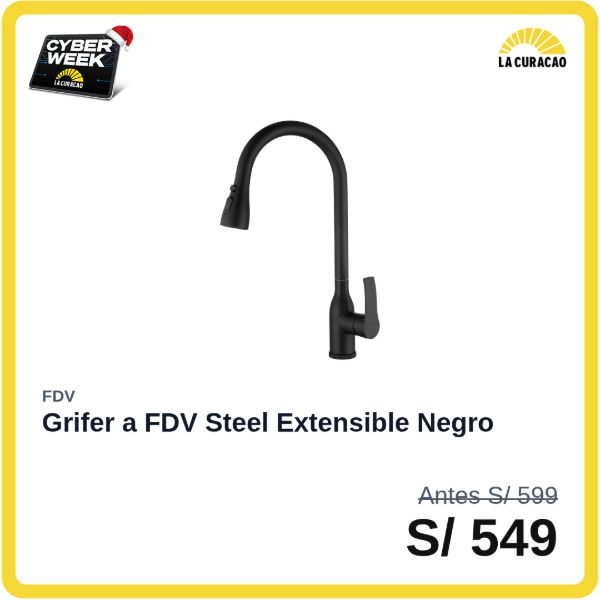 CYBER
WEEK
LA CURACAO
LA CURACAO
FDV
Grifer a FDV Steel Extensible Negro
Antes S/ 599
S/ 549